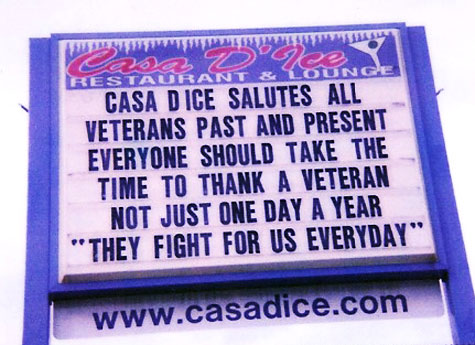 Casa D'Ice
RESTAURANT & LOUNGE
CASA DICE SALUTES ALL
VETERANS PAST AND PRESENT
EVERYONE SHOULD TAKE THE
TIME TO THANK A VETERAN
NOT JUST ONE DAY A YEAR
"THEY FIGHT FOR US EVERYDAY"
www.casadice.com